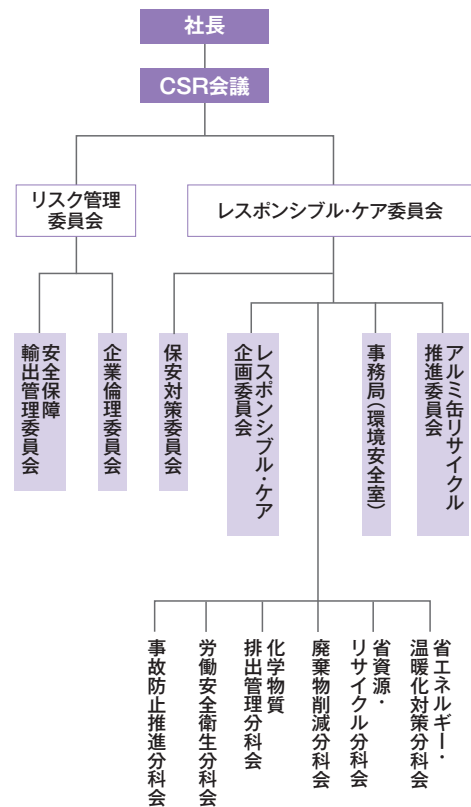 社長
CSR会議
リスク管理
委員会
レスポンシブル・ケア委員会
安全保障
輸出管理委員会
企業倫理委員会
保安対策委員会
レスポンシブル・ケア
企画委員会
事務局（環境安全室）
アルミ缶リサイクル
推進委員会
事故防止推進分科会
労働安全衛生分科会
化学物質
排出管理分科会
廃棄物削減分科会
省資源・
リサイクル分科会
省エネルギー・
温暖化対策分科会